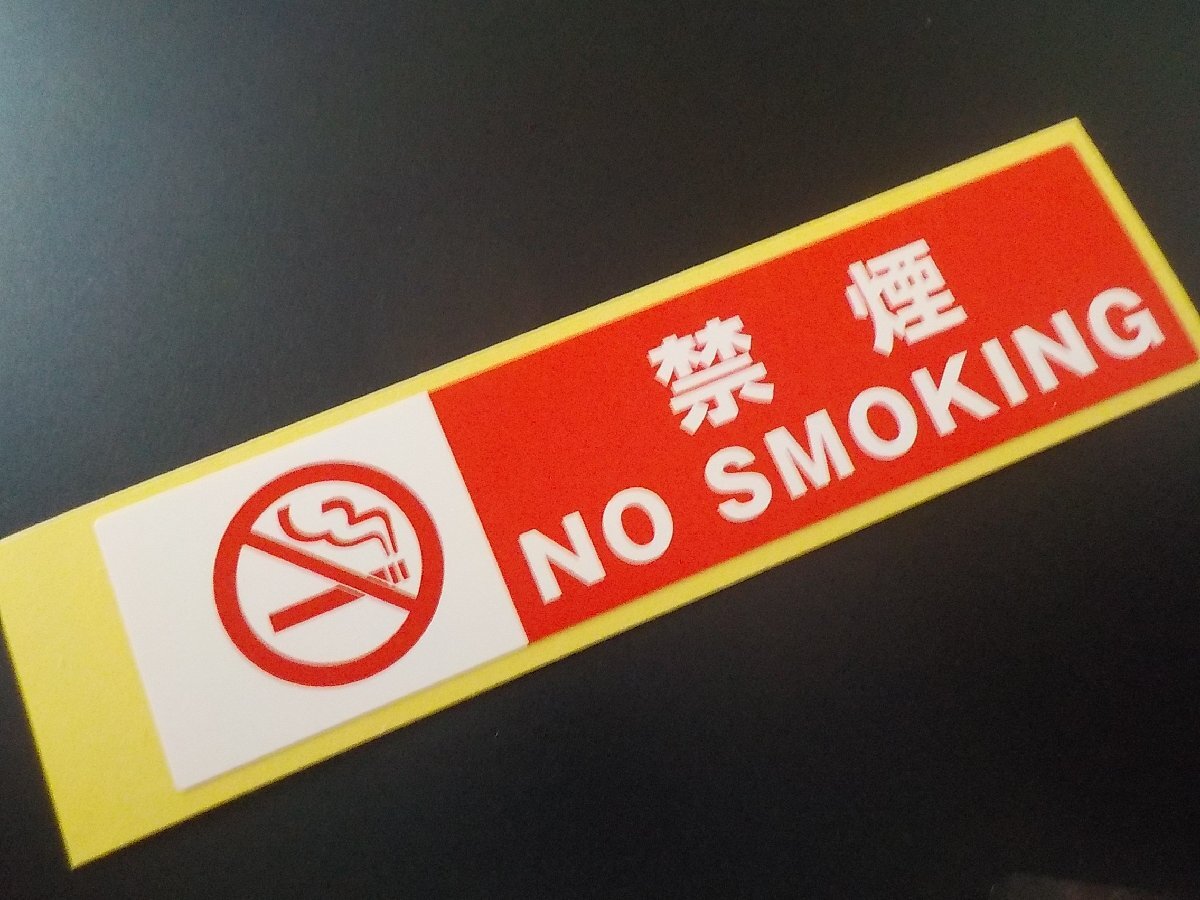 禁 煙
NO SMOKING